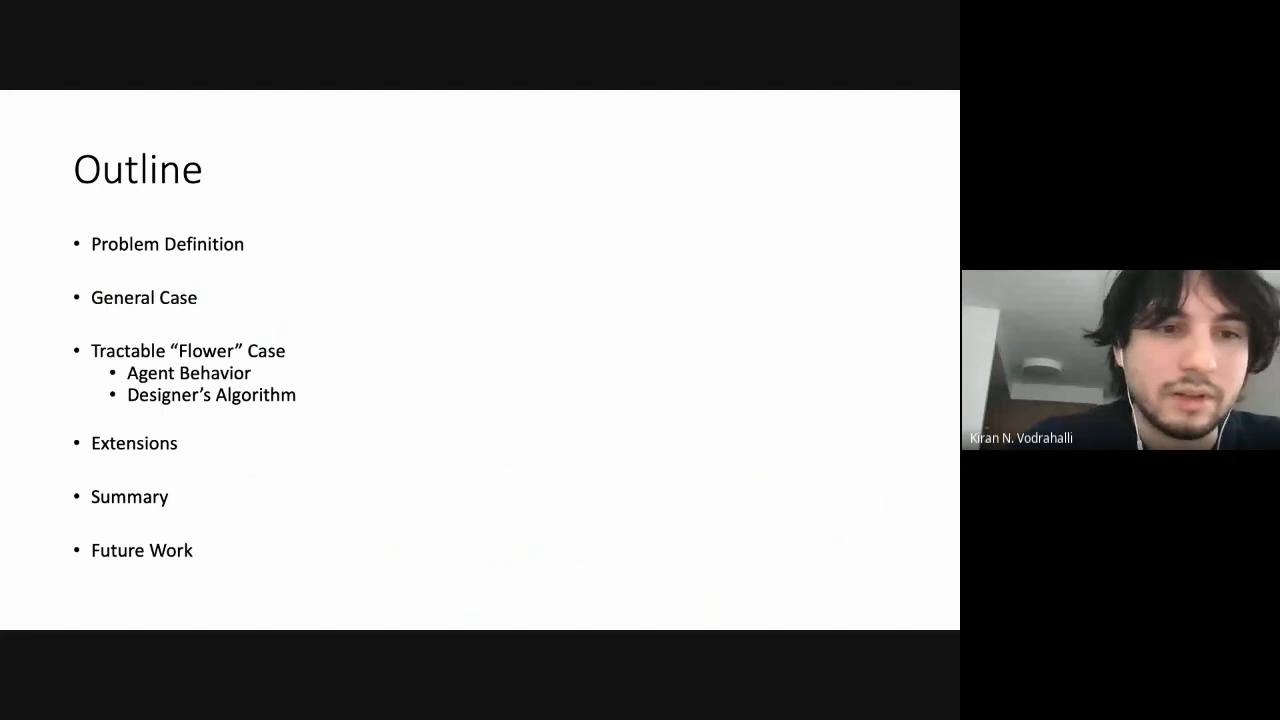 Outline
• Problem Definition
• General Case
• Tractable “Flower” Case
• Agent Behavior
• Designer’s Algorithm
• Extensions
• Summary
• Future Work
Kiran N. Vodrahalli